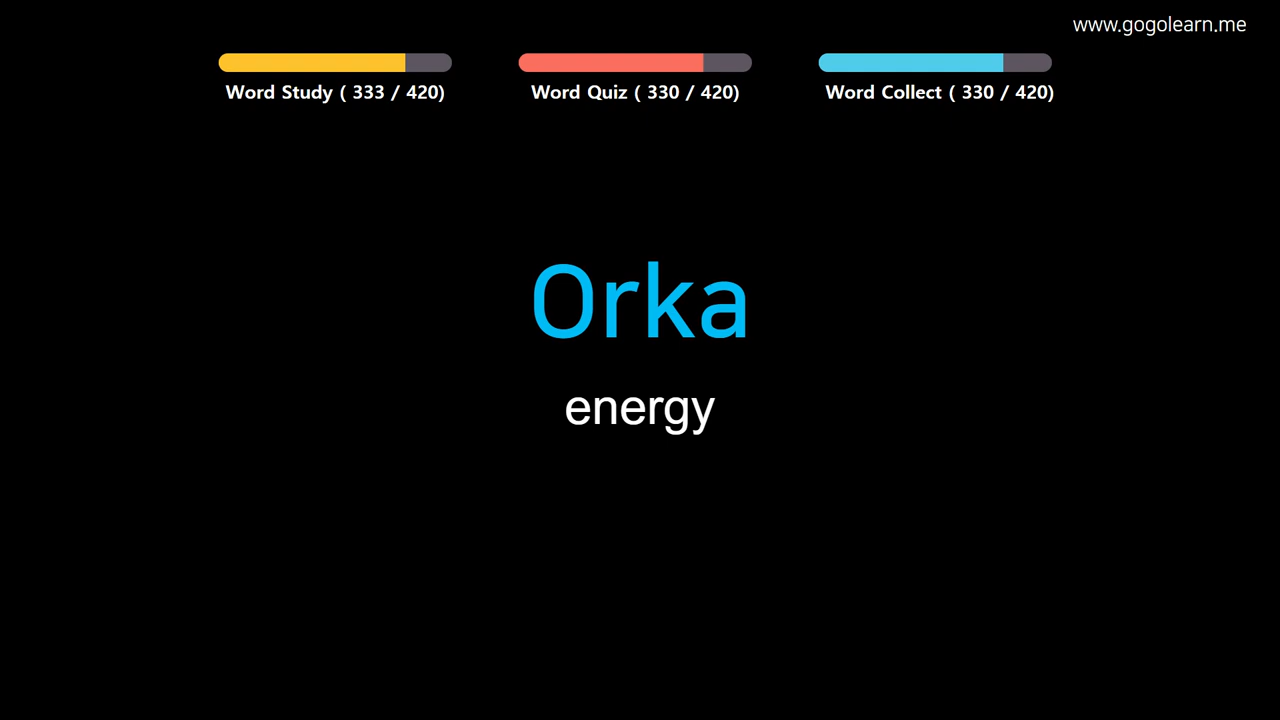 www.gogolearn.me
Word Study ( 333 / 420)
Word Quiz ( 330 / 420)
Word Collect ( 330 / 420)
Orka
energy